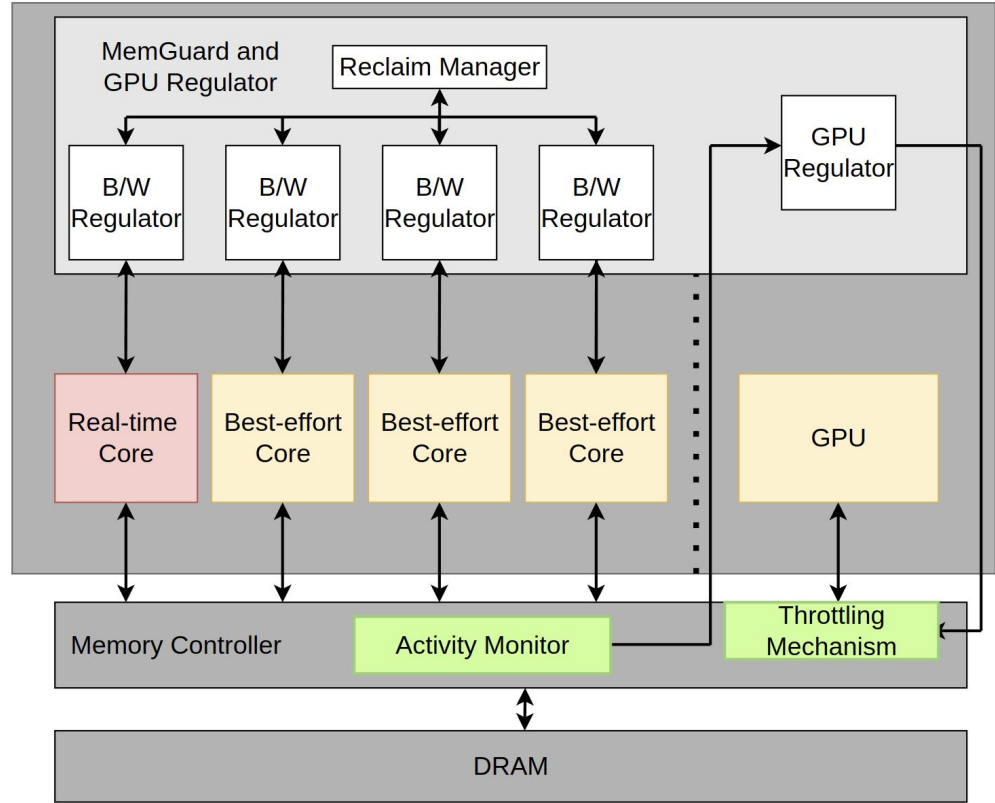 MemGuard and
GPU Regulator
Reclaim Manager
B/W
Regulator
B/W
Regulator
B/W
Regulator
B/W
Regulator
GPU
Regulator
Real-time
Core
Best-effort
Core
Best-effort
Core
Best-effort
Core
GPU
Memory Controller
Activity Monitor
Throttling
Mechanism
DRAM